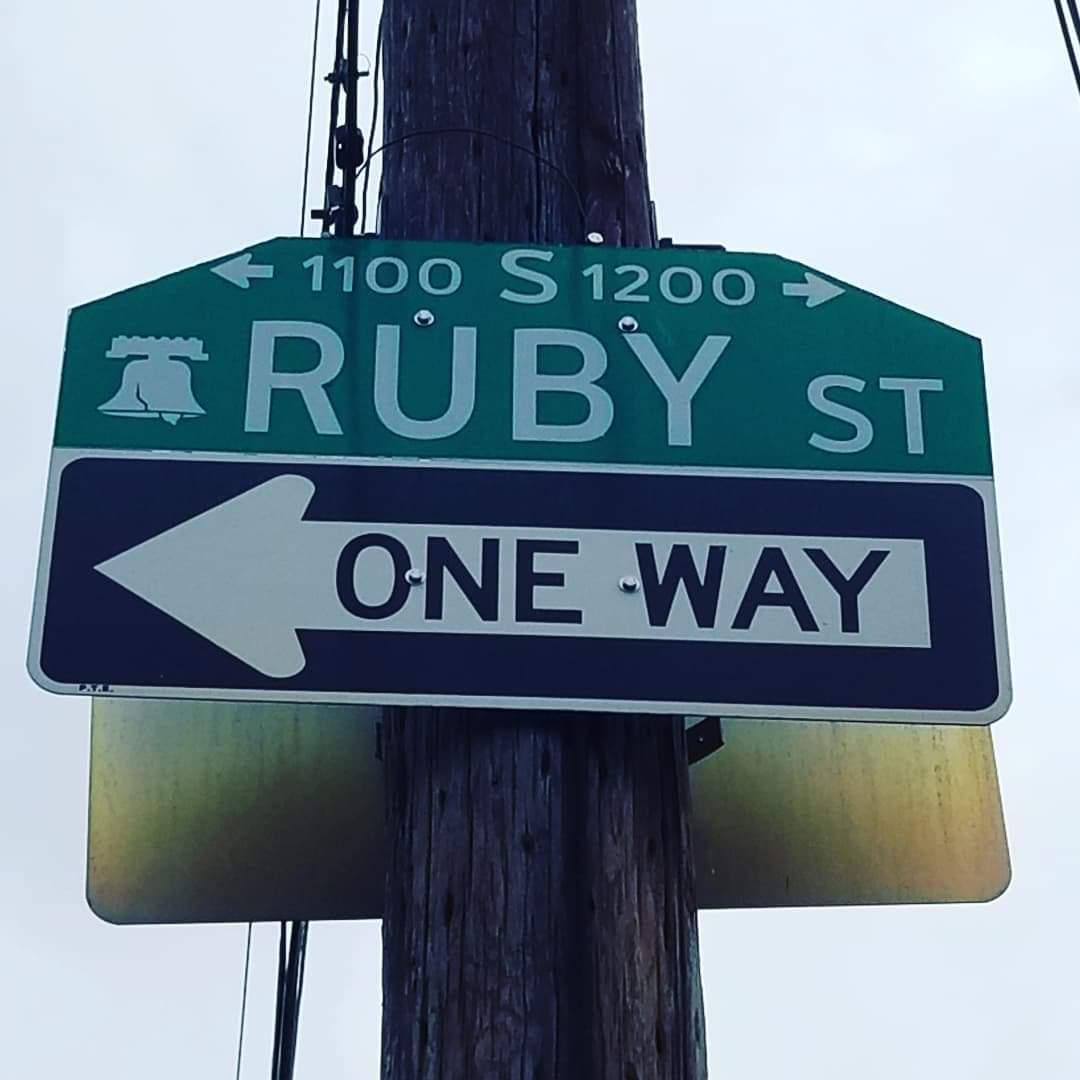 ← 1100 S 1200 →
RUBY ST
ONE WAY
P.T.S.